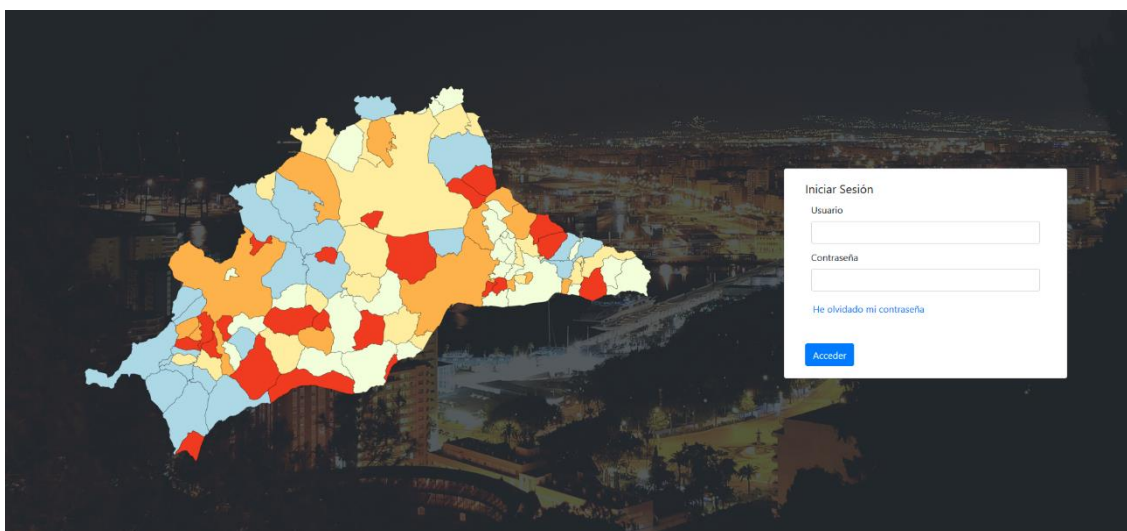 Iniciar Sesión
Usuario
Contraseña
He olvidado mi contraseña
Acceder